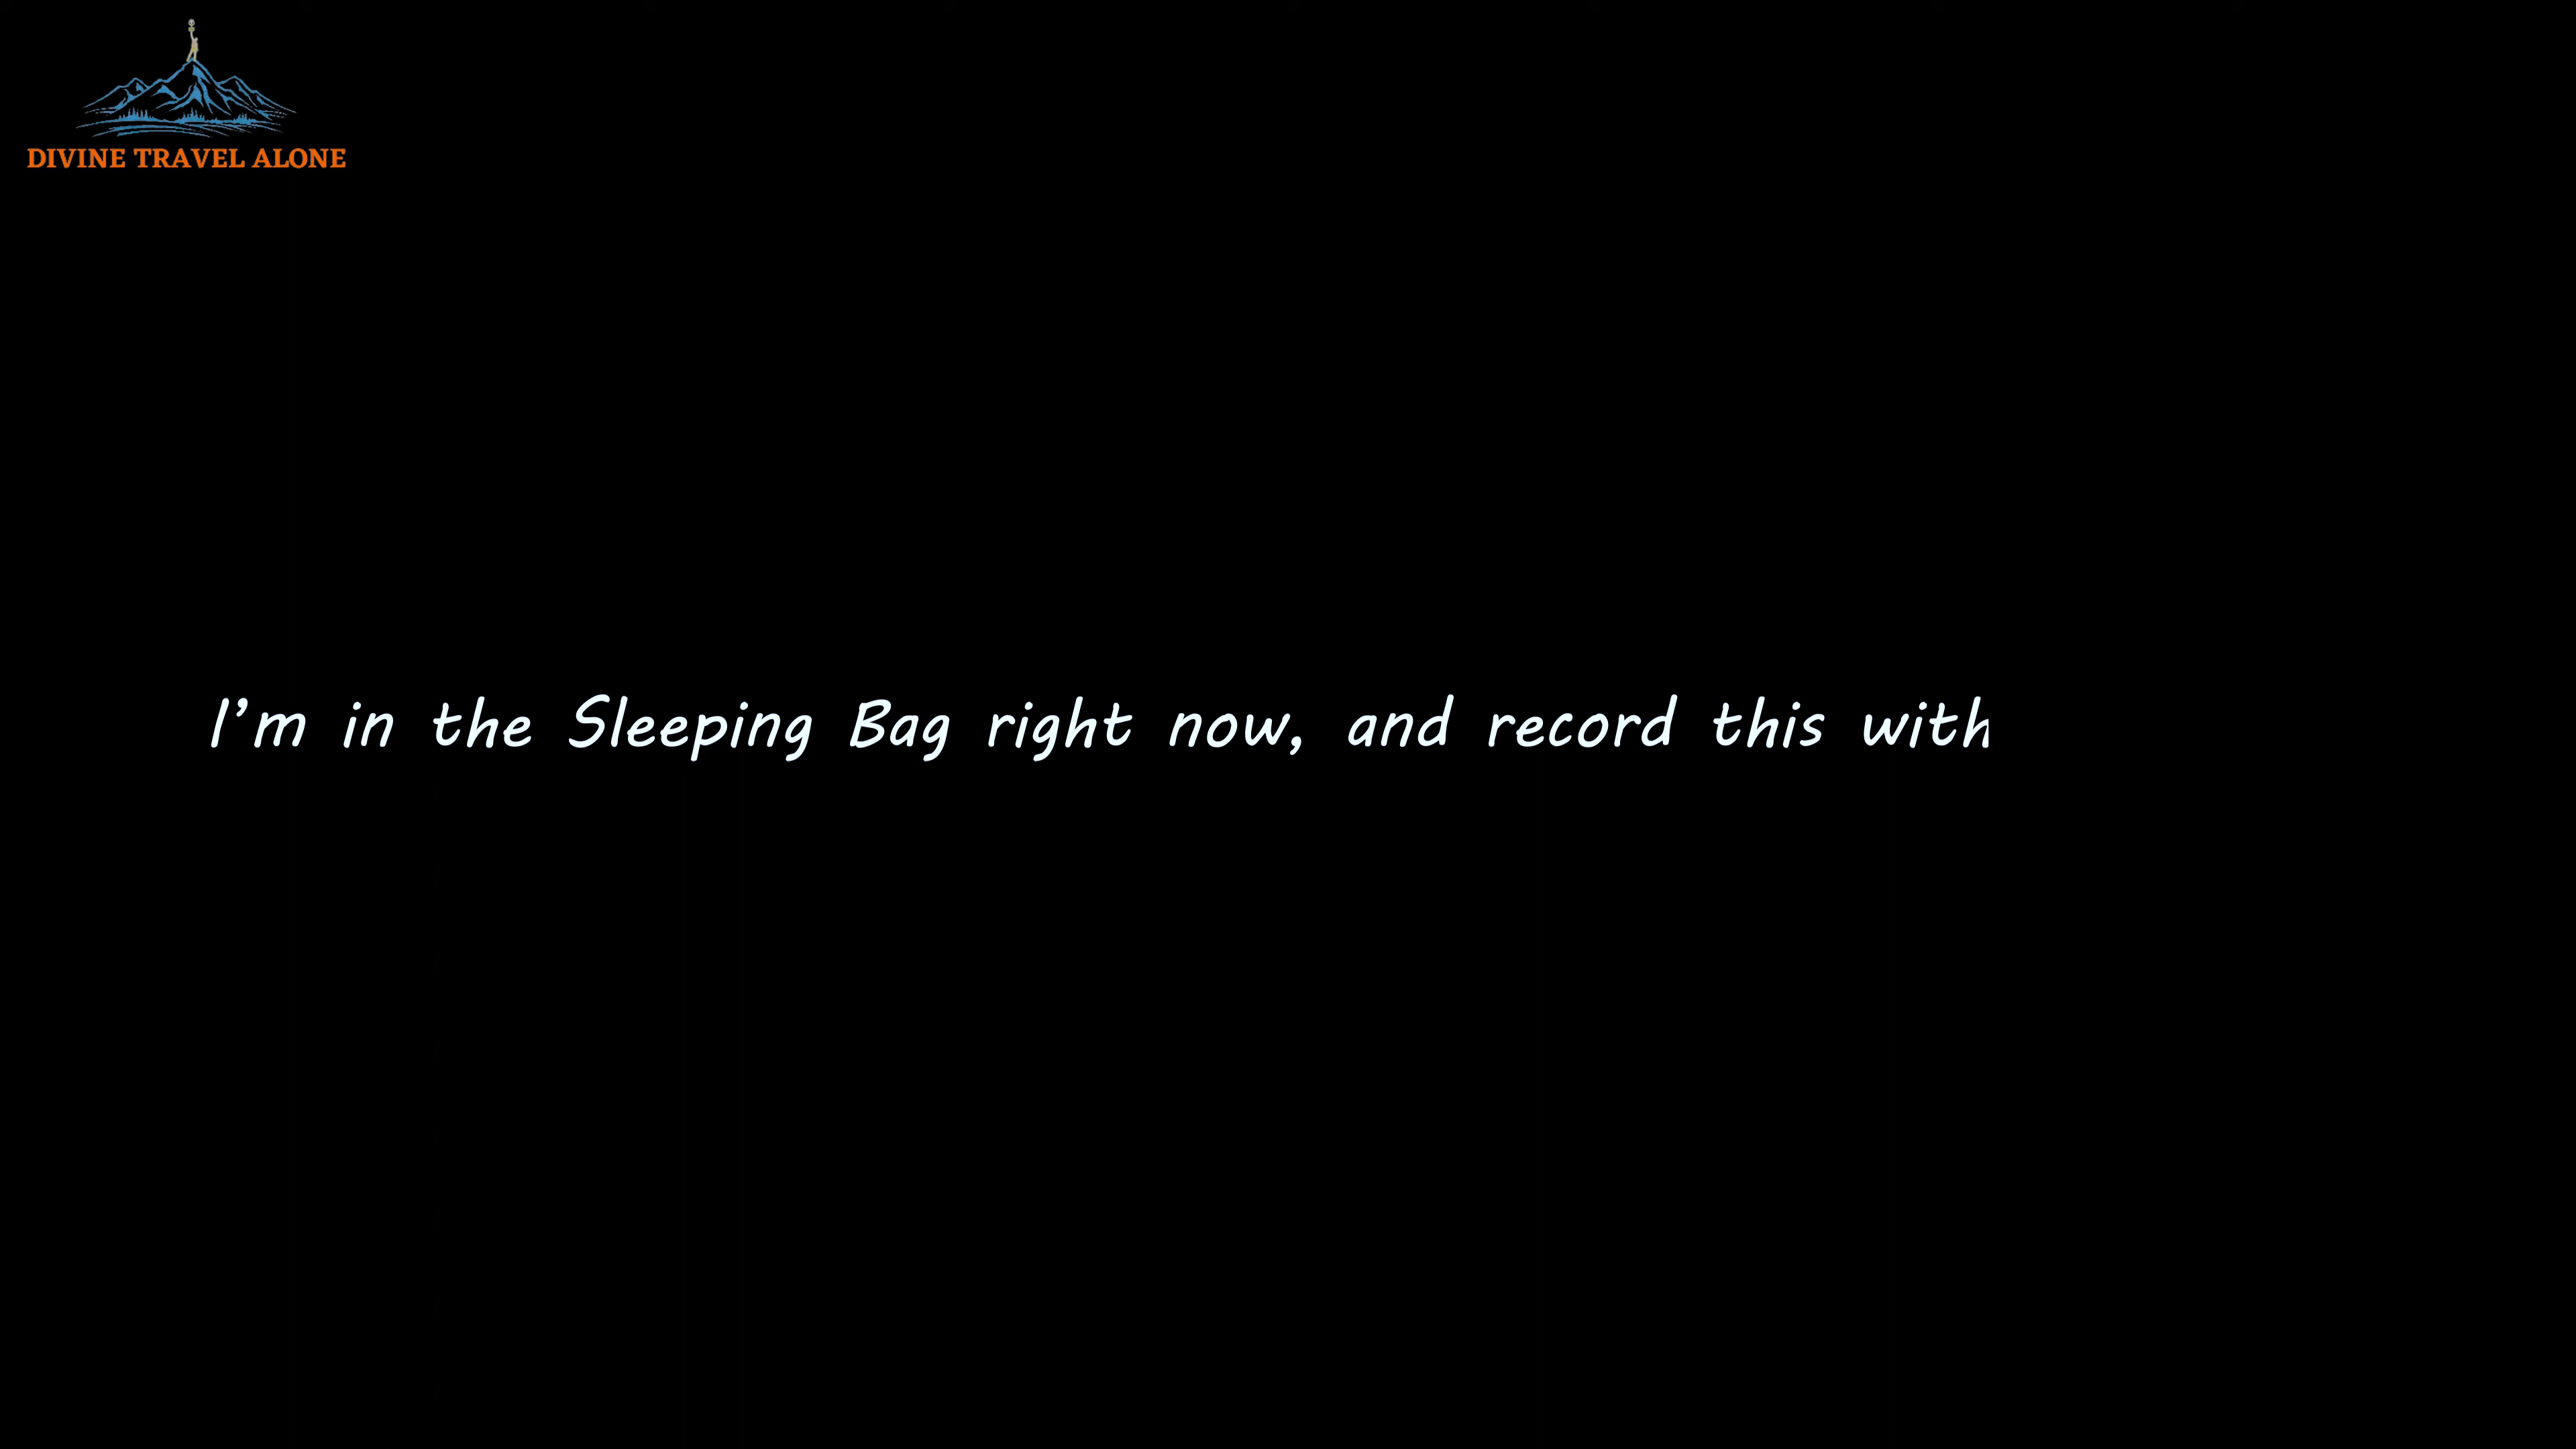 DIVINE TRAVEL ALONE
I'm in the Sleeping Bag right now, and record this with